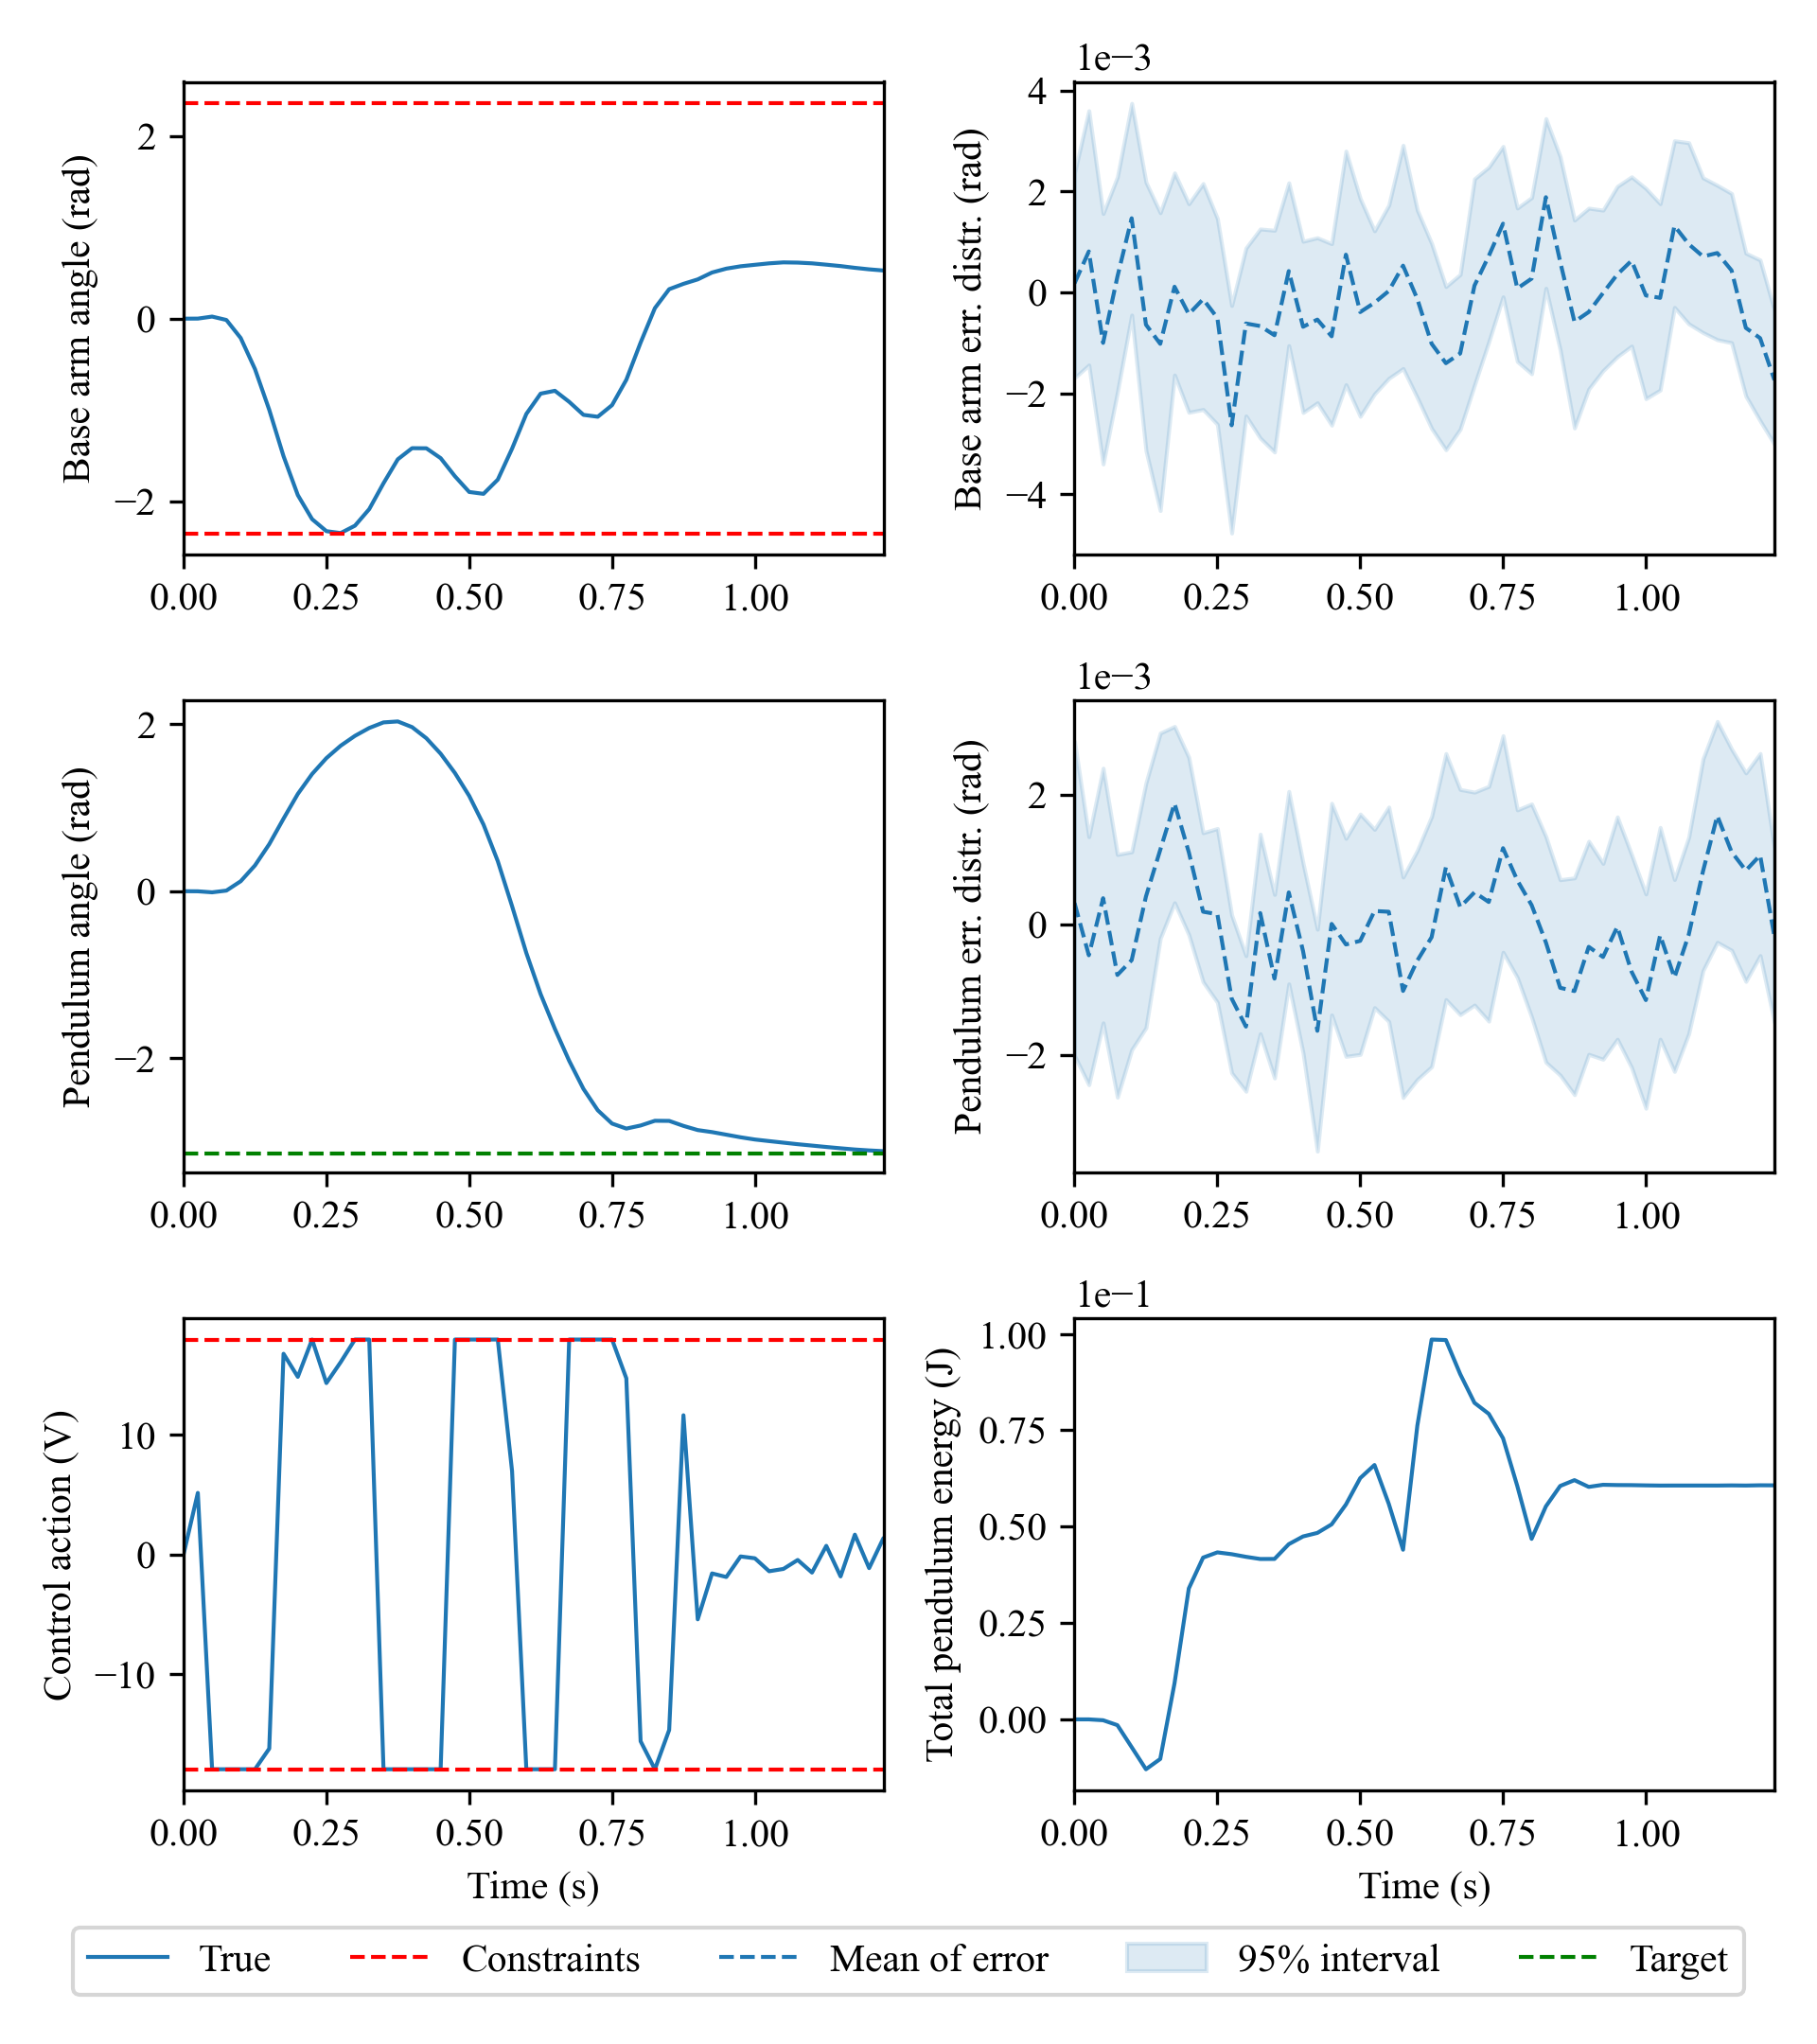 1e−3
Base arm angle (rad)
2
0
−2
0.00 0.25 0.50 0.75 1.00
Base arm err. distr. (rad)
4
2
0
−2
−4
0.00 0.25 0.50 0.75 1.00
1e−3
Pendulum angle (rad)
2
0
−2
0.00 0.25 0.50 0.75 1.00
Pendulum err. distr. (rad)
2
0
−2
0.00 0.25 0.50 0.75 1.00
1e−1
Control action (V)
10
0
−10
0.00 0.25 0.50 0.75 1.00
Time (s)
Total pendulum energy (J)
1.00
0.75
0.50
0.25
0.00
0.00 0.25 0.50 0.75 1.00
Time (s)
True Constraints Mean of error 95% interval Target